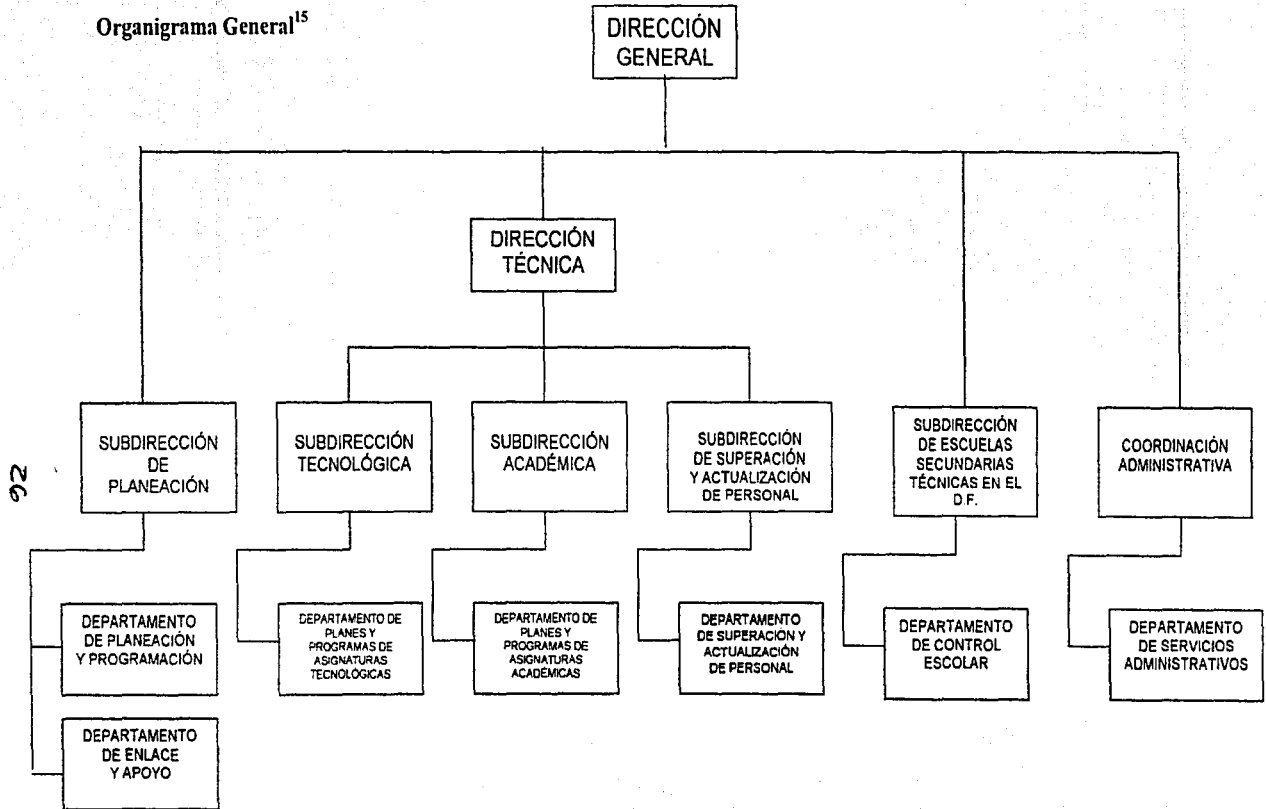 Organigrama General15
DIRECCIÓN
GENERAL
DIRECCIÓN
TÉCNICA
SUBDIRECCIÓN
DE
PLANEACIÓN
SUBDIRECCIÓN
TECNOLÓGICA
SUBDIRECCIÓN
ACADÉMICA
SUBDIRECCIÓN
DE SUPERACIÓN
Y ACTUALIZACIÓN
DE PERSONAL
SUBDIRECCIÓN
DE ESCUELAS
SECUNDARIAS
TÉCNICAS EN EL
D.F.
COORDINACIÓN
ADMINISTRATIVA
92
DEPARTAMENTO
DE PLANEACIÓN
Y PROGRAMACIÓN
DEPARTAMENTO DE
PLANES Y
PROGRAMAS DE
ASIGNATURAS
TECNOLÓGICAS
DEPARTAMENTO DE
PLANES Y
PROGRAMAS DE
ASIGNATURAS
ACADÉMICAS
DEPARTAMENTO
DE SUPERACIÓN Y
ACTUALIZACIÓN
DE PERSONAL
DEPARTAMENTO
DE CONTROL
ESCOLAR
DEPARTAMENTO
DE SERVICIOS
ADMINISTRATIVOS
DEPARTAMENTO
DE ENLACE
Y APOYO